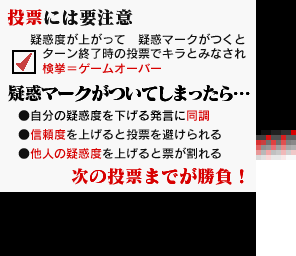 投票には要注意
疑惑度が上がって　疑惑マークがつくと
ターン終了時の投票でキラとみなされ
検挙＝ゲームオーバー
疑惑マークがついてしまったら…
●自分の疑惑度を下げる発言に同調
●信頼度を上げると投票を避けられる
●他人の疑惑度を上げると票が割れる
次の投票までが勝負！